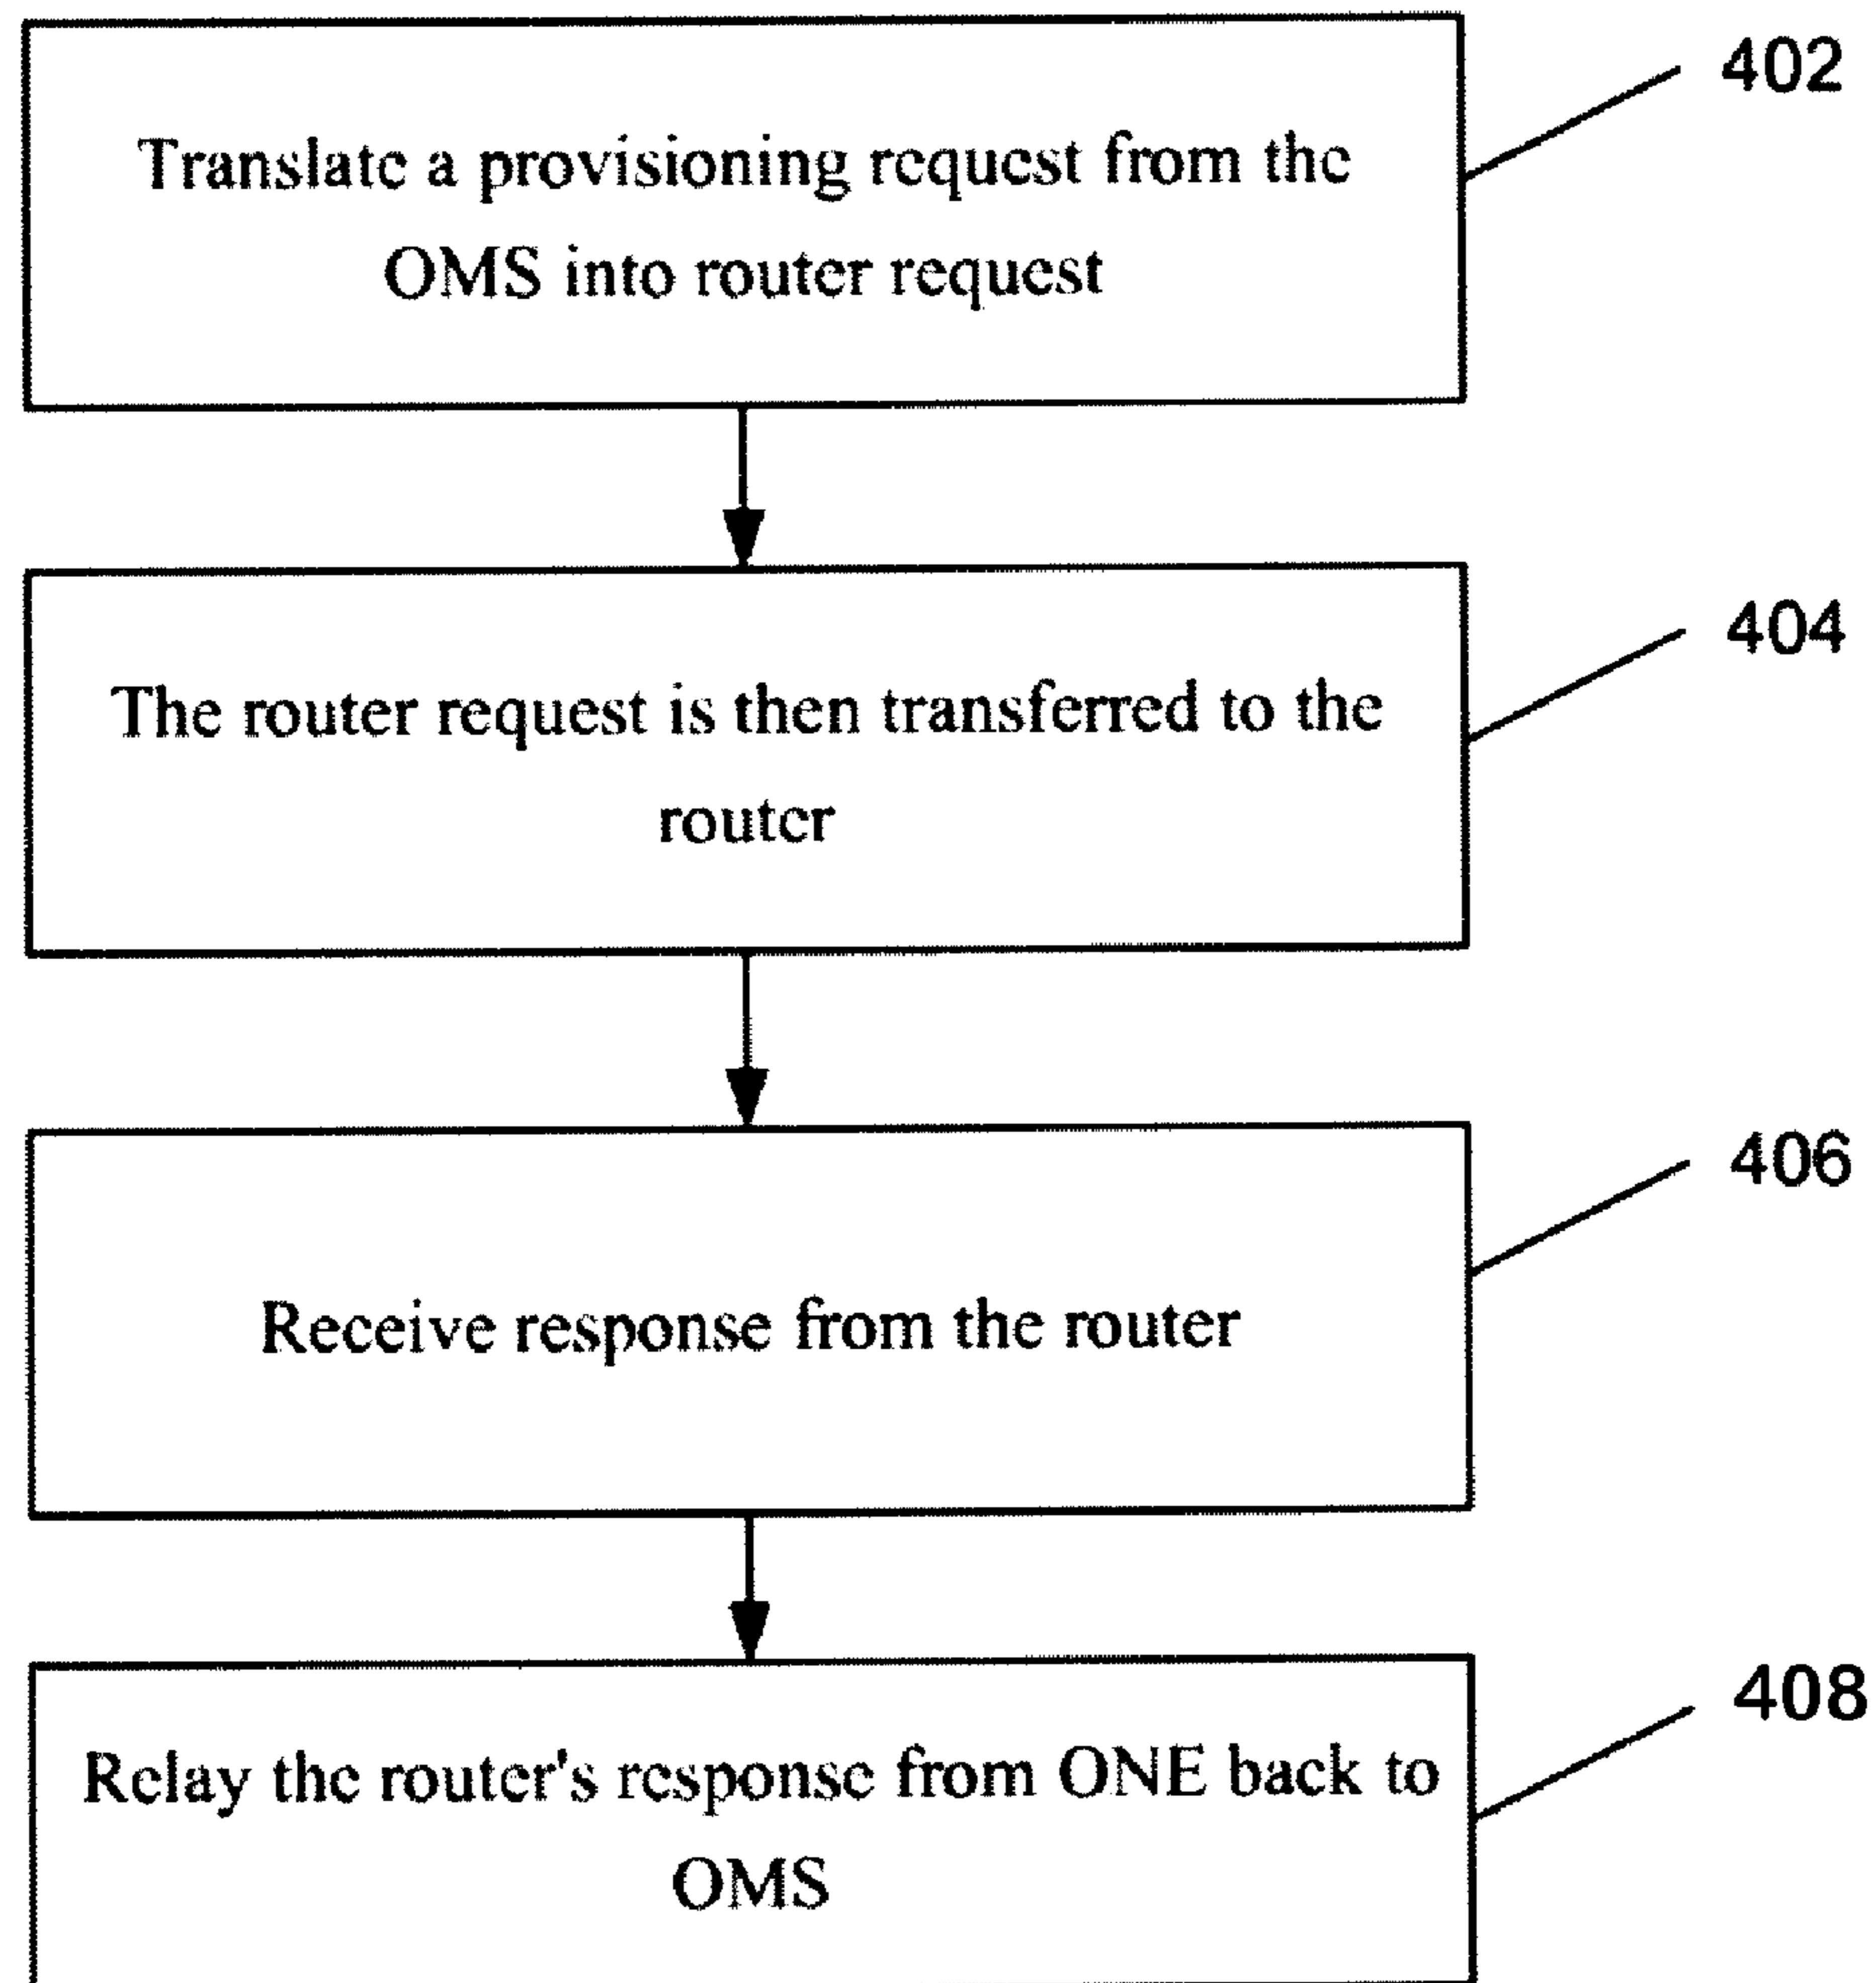 402
Translate a provisioning request from the
OMS into router request
404
The router request is then transferred to the
router
406
Receive response from the router
408
Relay the router's response from ONE back to
OMS